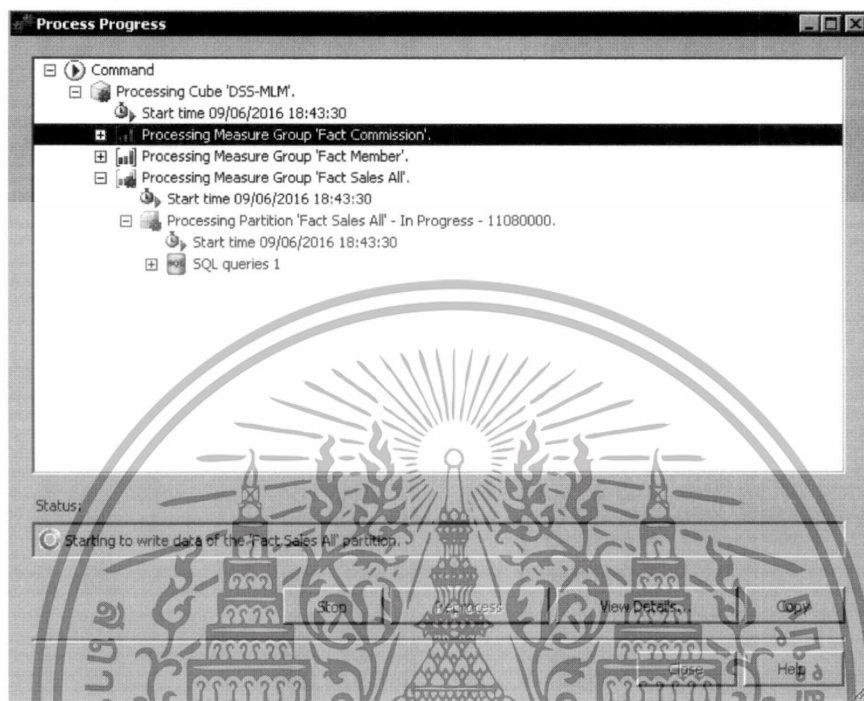 Process Progress
Command
Processing Cube 'DSS-MLM'.
Start time 09/06/2016 18:43:30
Processing Measure Group 'Fact Commission'.
Processing Measure Group 'Fact Member'.
Processing Measure Group 'Fact Sales All'.
Start time 09/06/2016 18:43:30
Processing Partition 'Fact Sales All' - In Progress - 11080000.
Start time 09/06/2016 18:43:30
SQL queries 1
Status:
Starting to write data of the 'Fact Sales All' partition.
Stop
Reprocess
View Details...
Copy
Close
Help